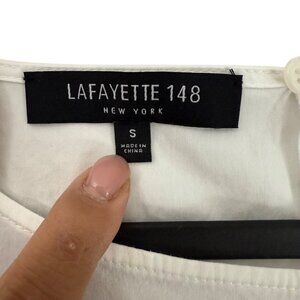 LAFAYETTE 148
NEW YORK
S
MADE IN
CHINA